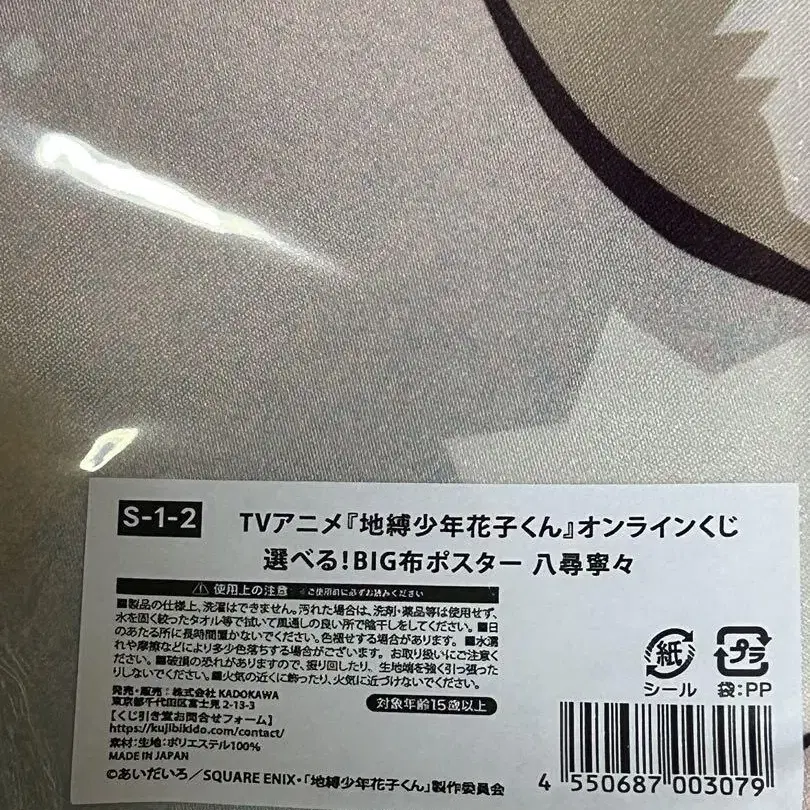 S-1-2
TVアニメ『地縛少年花子くん』オンラインくじ
選べる!BIG布ポスター 八尋寧々
⚠使用上の注意 ※ご使用前に必ずお読みください
■製品の仕様上、洗濯はできません。汚れた場合は、洗剤・薬品等は使用せず、
水を固く絞ったタオル等で拭いて風通しの良い所で陰干しをしてください。■日
のあたる所に長時間置かないでください。色褪せする場合があります。■水濡
れや摩擦などにより多少色落ちする場合がございます。お取り扱いにご注意く
ださい。■破損の恐れがありますので、振り回したり、生地端を強く引っ張った
りしないでください。■火気の近くに飾ったり、火気に近づけないでください。
発売・販売:株式会社 KADOKAWA
東京都千代田区富士見 2-13-3
【くじ引き堂お問合せフォーム】
https://kujibikido.com/contact/
素材:生地:ポリエステル100%
MADE IN JAPAN
対象年齢15歳以上
紙
シール
プラ
袋:PP
©あいだいろ/SQUARE ENIX・「地縛少年花子くん」製作委員会
4 550687 003079